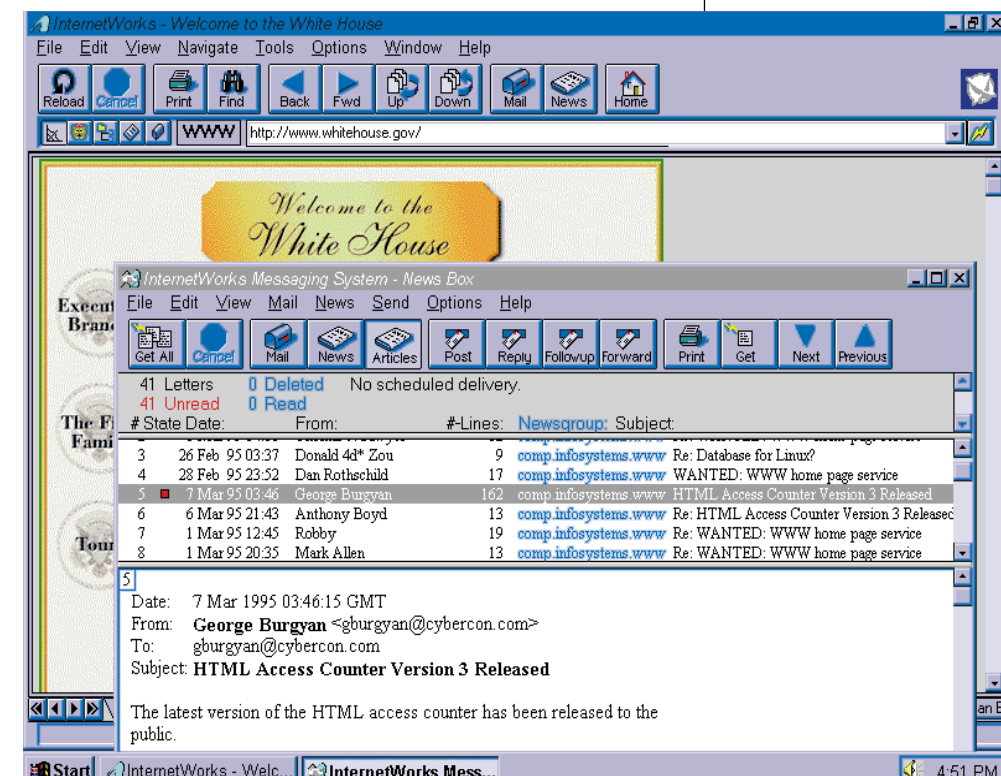 InternetWorks - Welcome to the White House
File Edit View Navigate Tools Options Window Help
Reload Cancel Print Find Back Fwd Up Down Mail News Home
WWW http://www.whitehouse.gov/
Welcome to the
White House
InternetWorks Messaging System - News Box
File Edit View Mail News Send Options Help
Get All Cancel Mail News Articles Post Reply Followup Forward Print Get Next Previous
41 Letters 0 Deleted No scheduled delivery.
41 Unread 0 Read
# State Date: From: #-Lines: Newsgroup: Subject:
3 26 Feb 95 03:37 Donald 4d* Zou 9 comp.infosystems.www Re: Database for Linux?
4 28 Feb 95 23:52 Dan Rothschild 17 comp.infosystems.www WANTED: WWW home page service
5 7 Mar 95 03:46 George Burgyan 162 comp.infosystems.www HTML Access Counter Version 3 Released
6 6 Mar 95 21:43 Anthony Boyd 13 comp.infosystems.www Re: HTML Access Counter Version 3 Released
7 1 Mar 95 12:45 Robby 19 comp.infosystems.www Re: WANTED: WWW home page service
8 1 Mar 95 20:35 Mark Allen 13 comp.infosystems.www Re: WANTED: WWW home page service
5
Date: 7 Mar 1995 03:46:15 GMT
From: George Burgyan <gburgyan@cybercon.com>
To: gburgyan@cybercon.com
Subject: HTML Access Counter Version 3 Released
The latest version of the HTML access counter has been released to the
public.
Start InternetWorks - Welc... InternetWorks Mess... 4:51 PM